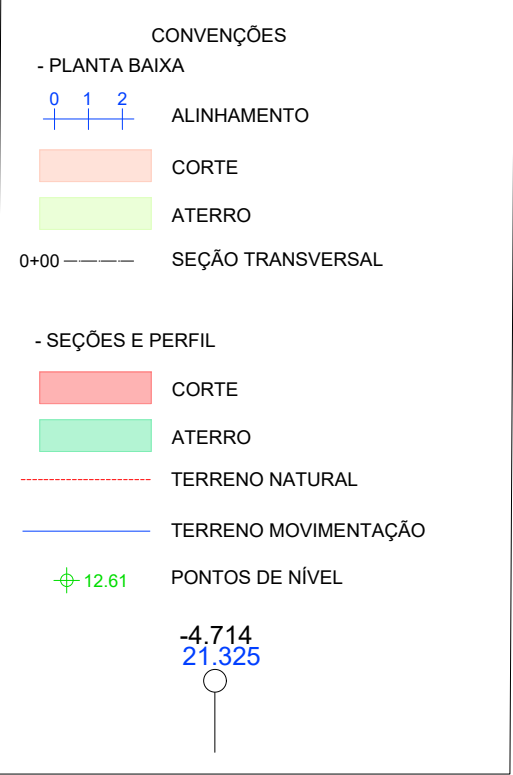 CONVENÇÕES
- PLANTA BAIXA
0 1 2
ALINHAMENTO
CORTE
ATERRO
0+00 SEÇÃO TRANSVERSAL
- SEÇÕES E PERFIL
CORTE
ATERRO
TERRENO NATURAL
TERRENO MOVIMENTAÇÃO
12.61 PONTOS DE NÍVEL
-4.714
21.325